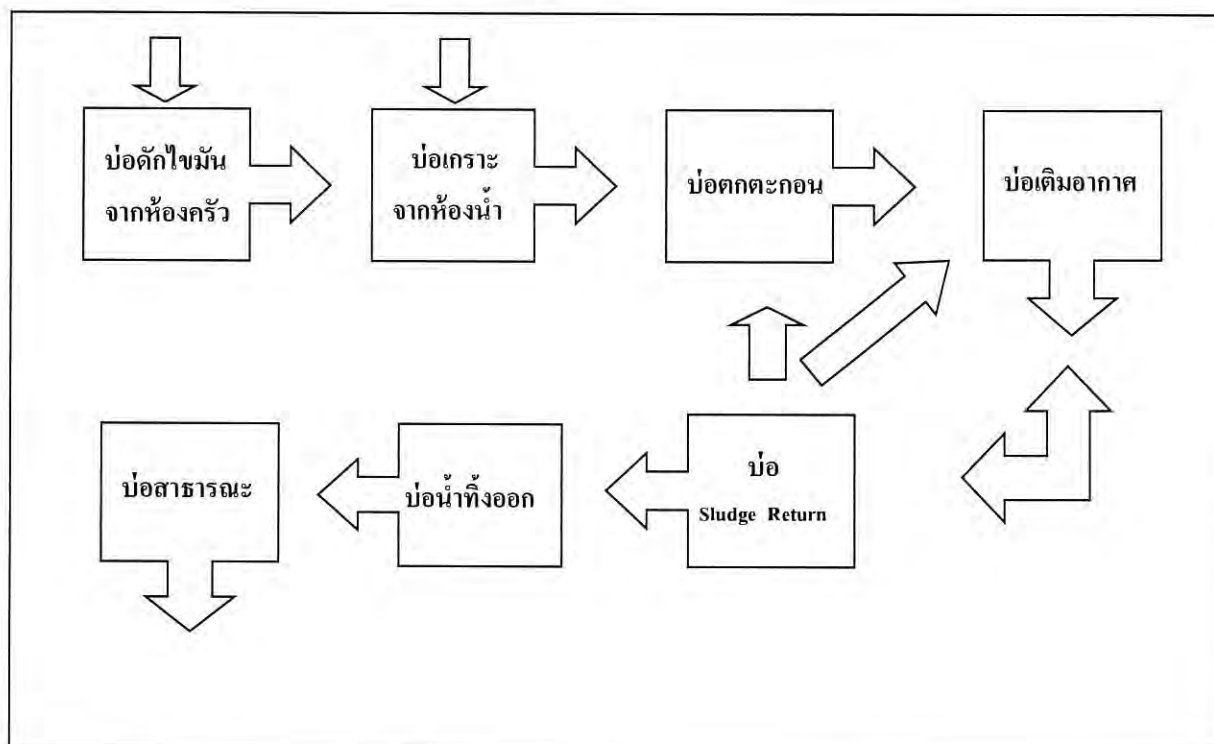 บ่อดักไขมัน
จากห้องครัว
บ่อเกราะ
จากห้องน้ำ
บ่อตกตะกอน
บ่อเติมอากาศ
บ่อสาธารณะ
บ่อน้ำทิ้งออก
บ่อ
Sludge Return